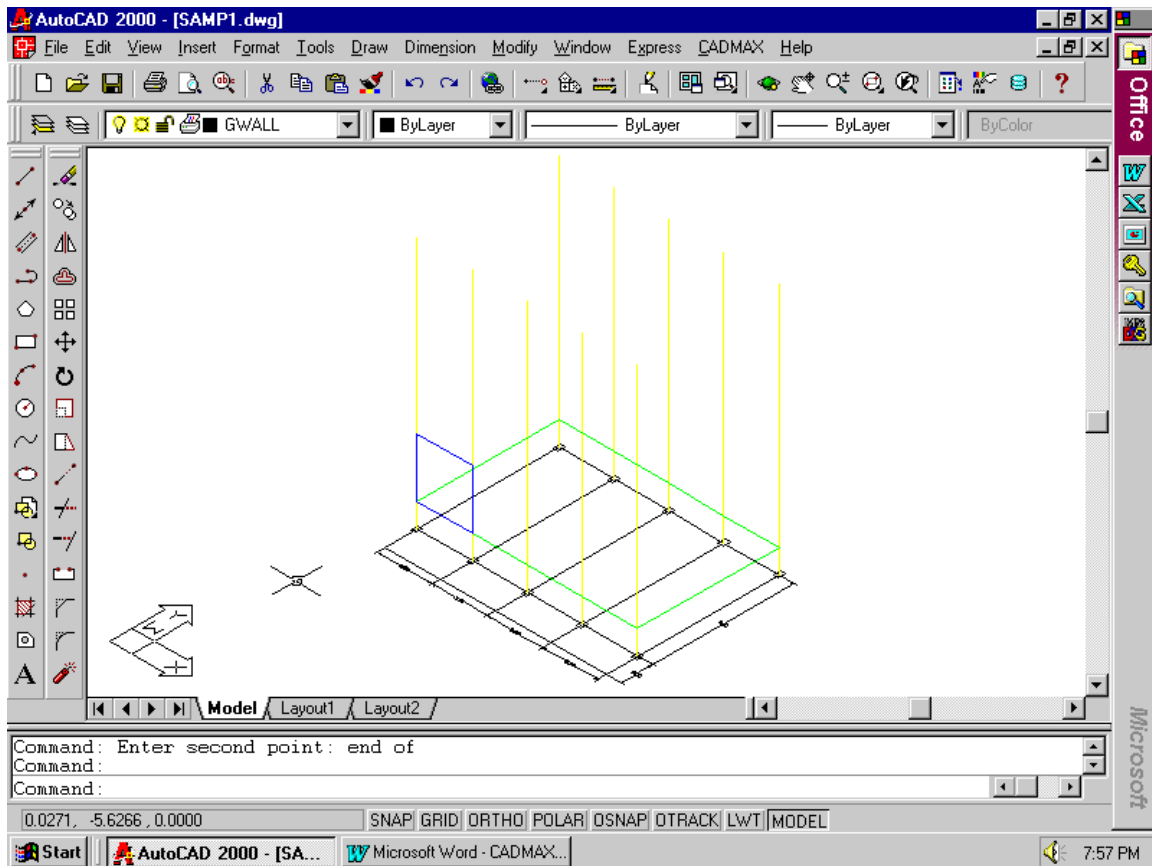 AutoCAD 2000 - [SAMP1.dwg]
File Edit View Insert Format Tools Draw Dimension Modify Window Express CADMAX Help
GWALL ByLayer ByLayer ByLayer ByColor
Office
A
Model Layout1 Layout2
Command: Enter second point: end of
Command:
Command:
Microsoft
0.0271, -5.6266 , 0.0000 SNAP GRID ORTHO POLAR OSNAP OTRACK LWT MODEL
Start AutoCAD 2000 - [SA... Microsoft Word - CADMAX... 7:57 PM